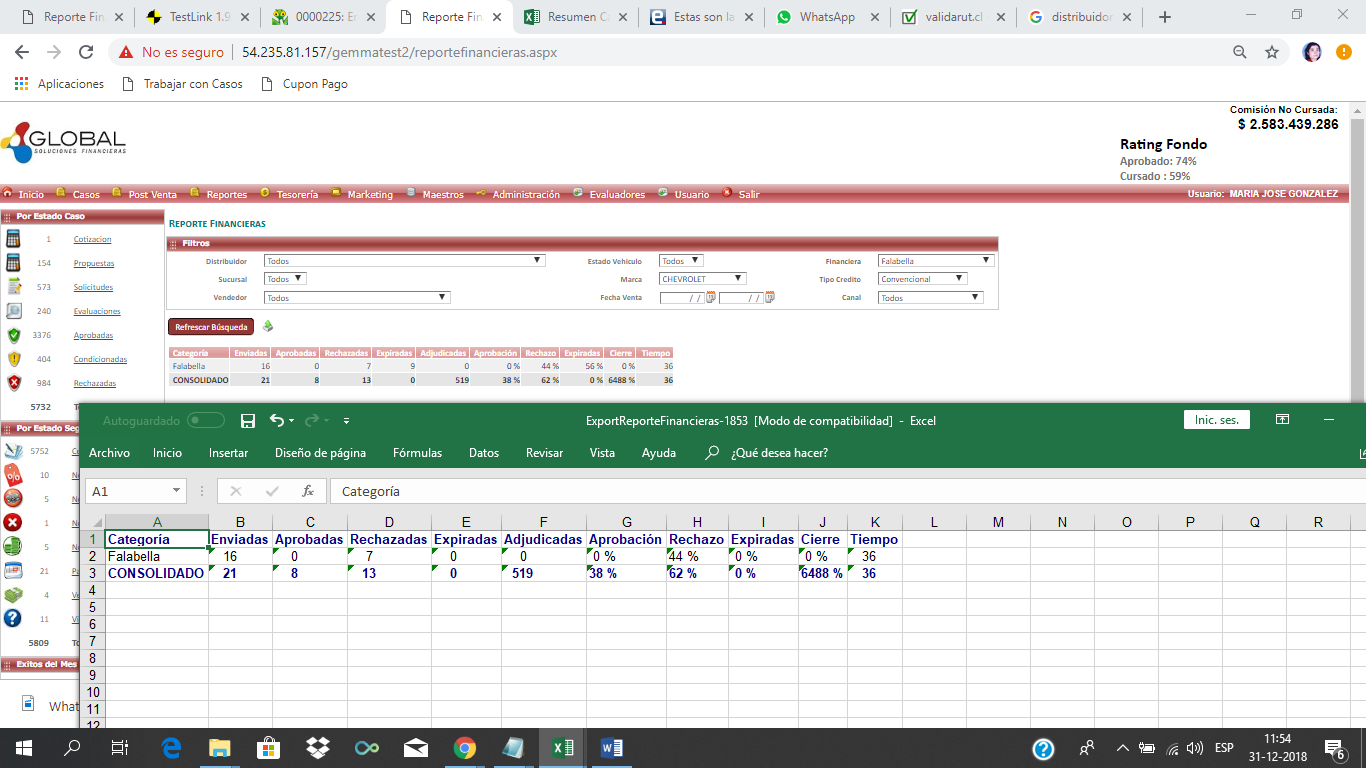 Reporte Fin
TestLink 1.9
0000225: Er
Reporte Fin
Resumen C
Estas son la
WhatsApp
validarut.cl
distribuidor
No es seguro | 54.235.81.157/gemmatest2/reportefinancieras.aspx
Aplicaciones Trabajar con Casos Cupon Pago
GLOBAL
SOLUCIONES FINANCIERAS
Comisión No Cursada:
$ 2.583.439.286
Rating Fondo
Aprobado: 74%
Cursado : 59%
Inicio Casos Post Venta Reportes Tesorería Marketing Maestros Administración Evaluadores Usuario Salir Usuario: MARIA JOSE GONZALEZ
Por Estado Caso
1 Cotizacion
154 Propuestas
573 Solicitudes
240 Evaluaciones
3376 Aprobadas
404 Condicionadas
984 Rechazadas
5732
Por Estado Seg
5752
10
5
1
5
21
4
11
5809
Exitos del Mes
REPORTE FINANCIERAS
Filtros
Distribuidor Todos Estado Vehiculo Todos Financiera Falabella
Sucursal Todos Marca CHEVROLET Tipo Credito Convencional
Vendedor Todos Fecha Venta / / / / Canal Todos
Refrescar Búsqueda
Categoría Enviadas Aprobadas Rechazadas Expiradas Adjudicadas Aprobación Rechazo Expiradas Cierre Tiempo
Falabella 16 0 7 9 0 0 % 44 % 56 % 0 % 36
CONSOLIDADO 21 8 13 0 519 38 % 62 % 0 % 6488 % 36
Autoguardado
ExportReporteFinancieras-1853 [Modo de compatibilidad] - Excel
Inic. ses.
Archivo Inicio Insertar Diseño de página Fórmulas Datos Revisar Vista Ayuda ¿Qué desea hacer?
A1 fx Categoría
A B C D E F G H I J K L M N O P Q R
1 Categoría Enviadas Aprobadas Rechazadas Expiradas Adjudicadas Aprobación Rechazo Expiradas Cierre Tiempo
2 Falabella 16 0 7 0 0 0 % 44 % 0 % 0 % 36
3 CONSOLIDADO 21 8 13 0 519 38 % 62 % 0 % 6488 % 36
4
5
6
7
8
9
10
11
12
What
ESP
11:54
31-12-2018
6